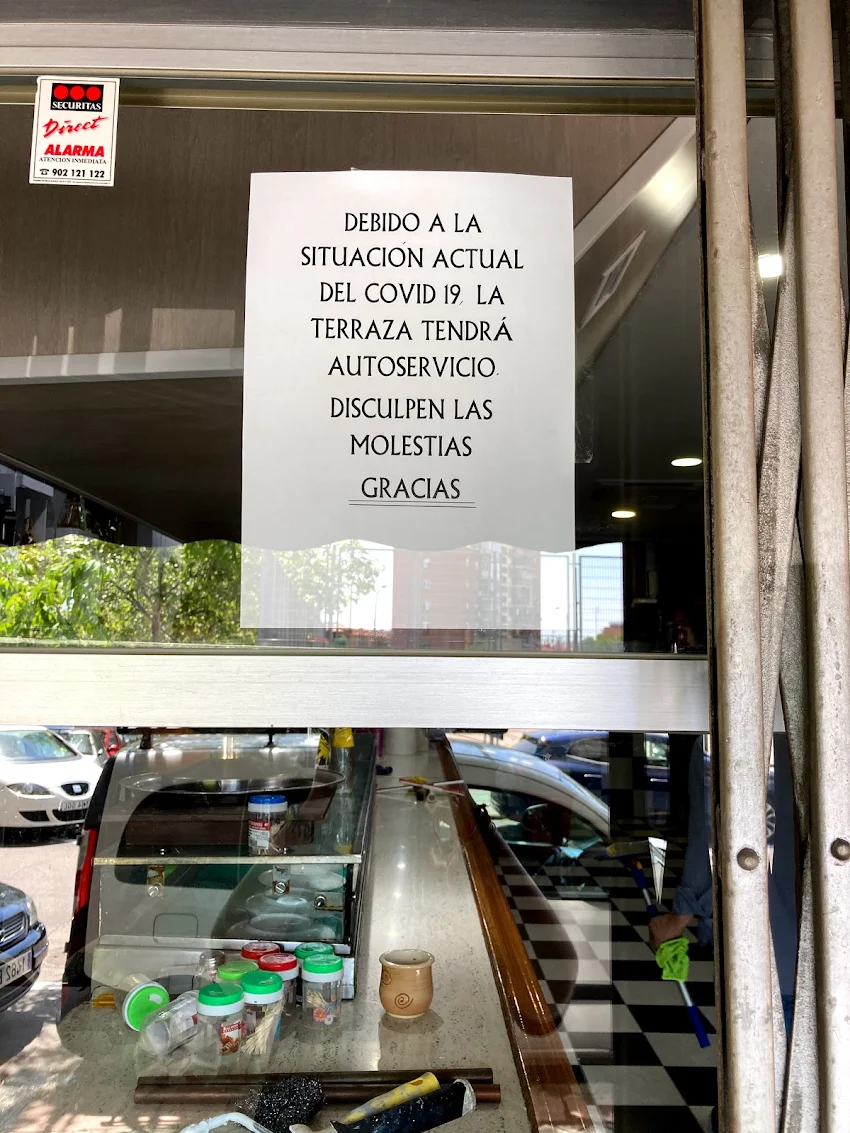 SECURITAS
Direct
ALARMA
ATENCION INMEDIATA
☎ 902 121 122
DEBIDO A LA
SITUACIÓN ACTUAL
DEL COVID 19, LA
TERRAZA TENDRÁ
AUTOSERVICIO.
DISCULPEN LAS
MOLESTIAS
GRACIAS